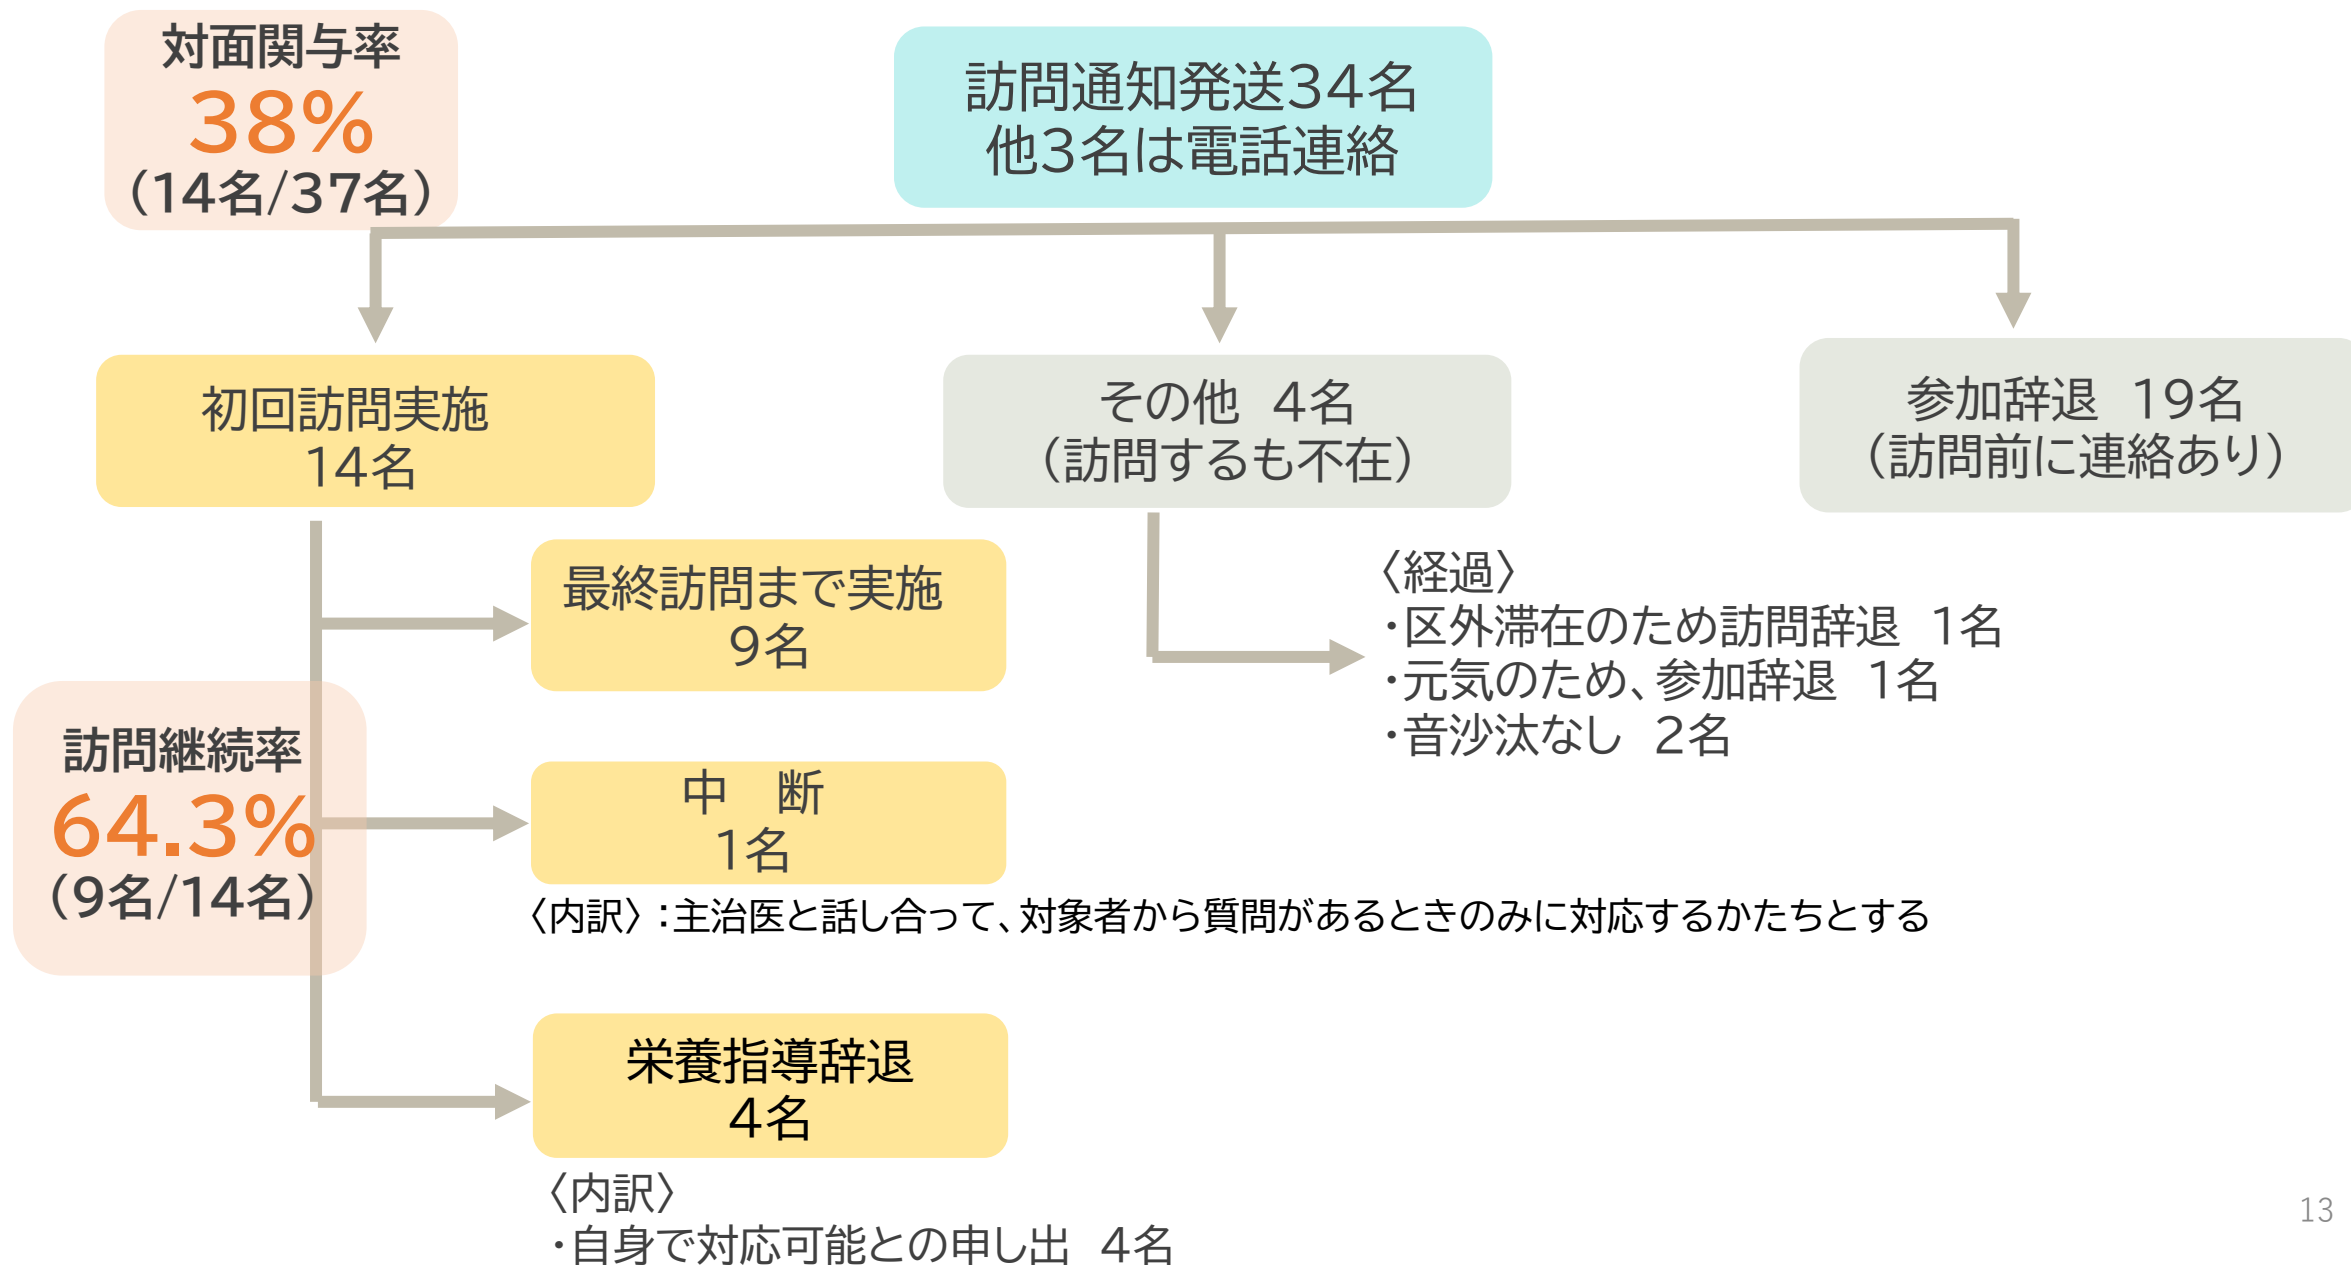 対面関与率
38%
（14名/37名）
訪問通知発送34名
他3名は電話連絡
初回訪問実施
14名
その他　4名
（訪問するも不在）
参加辞退　19名
（訪問前に連絡あり）
最終訪問まで実施
9名
〈経過〉
・区外滞在のため訪問辞退　1名
・元気のため、参加辞退　1名
・音沙汰なし　2名
訪問継続率
64.3%
（9名/14名）
中　断
1名
〈内訳〉：主治医と話し合って、対象者から質問があるときのみに対応するかたちとする
栄養指導辞退
4名
〈内訳〉
・自身で対応可能との申し出　4名
13